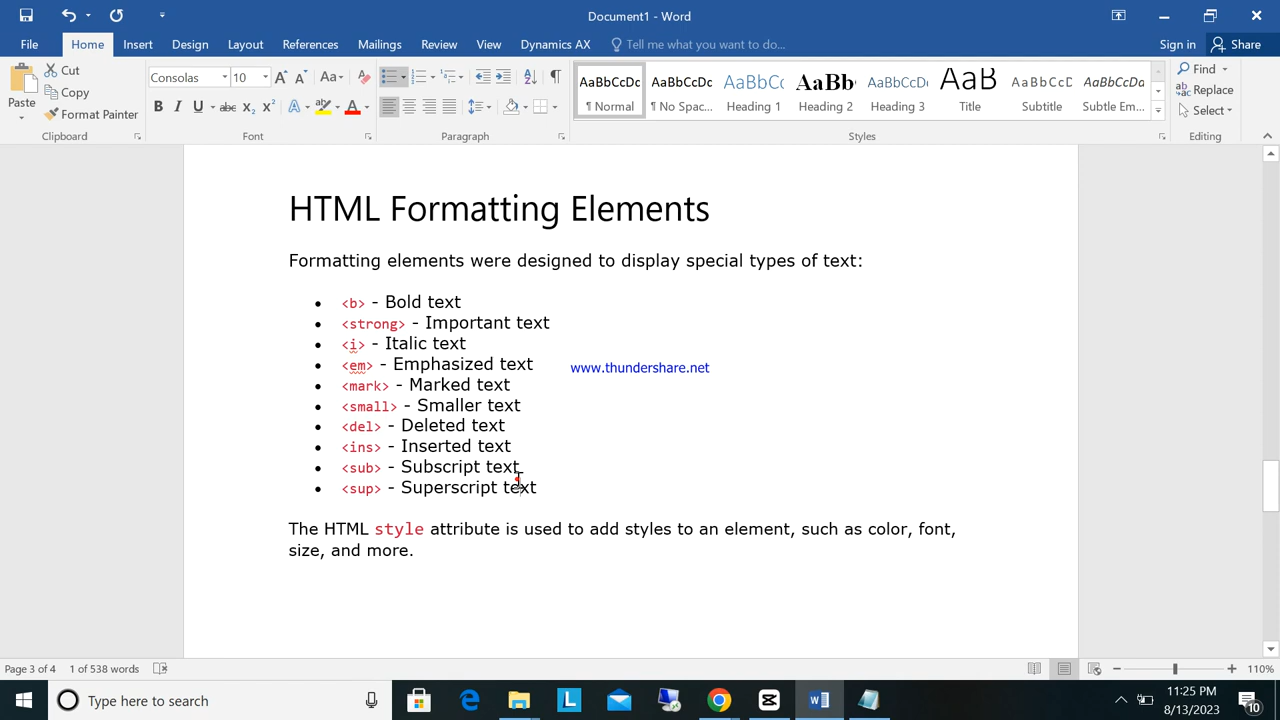 Document1 - Word
File Home Insert Design Layout References Mailings Review View Dynamics AX Tell me what you want to do... Sign in Share
Cut
Copy
Format Painter
Paste
Consolas 10
AaBbCcDc AaBbCcDc AaBbCc AaBb AaBbCcD AaB AaBbCcD AaBbCcDc
¶ Normal ¶ No Spac... Heading 1 Heading 2 Heading 3 Title Subtitle Subtle Em...
Find
Replace
Select
Clipboard Font Paragraph Styles Editing
HTML Formatting Elements
Formatting elements were designed to display special types of text:
• <b> - Bold text
• <strong> - Important text
• <i> - Italic text
• <em> - Emphasized text
www.thundershare.net
• <mark> - Marked text
• <small> - Smaller text
• <del> - Deleted text
• <ins> - Inserted text
• <sub> - Subscript text
• <sup> - Superscript text
The HTML style attribute is used to add styles to an element, such as color, font,
size, and more.
Page 3 of 4 1 of 538 words 110%
Type here to search
11:25 PM
8/13/2023
10